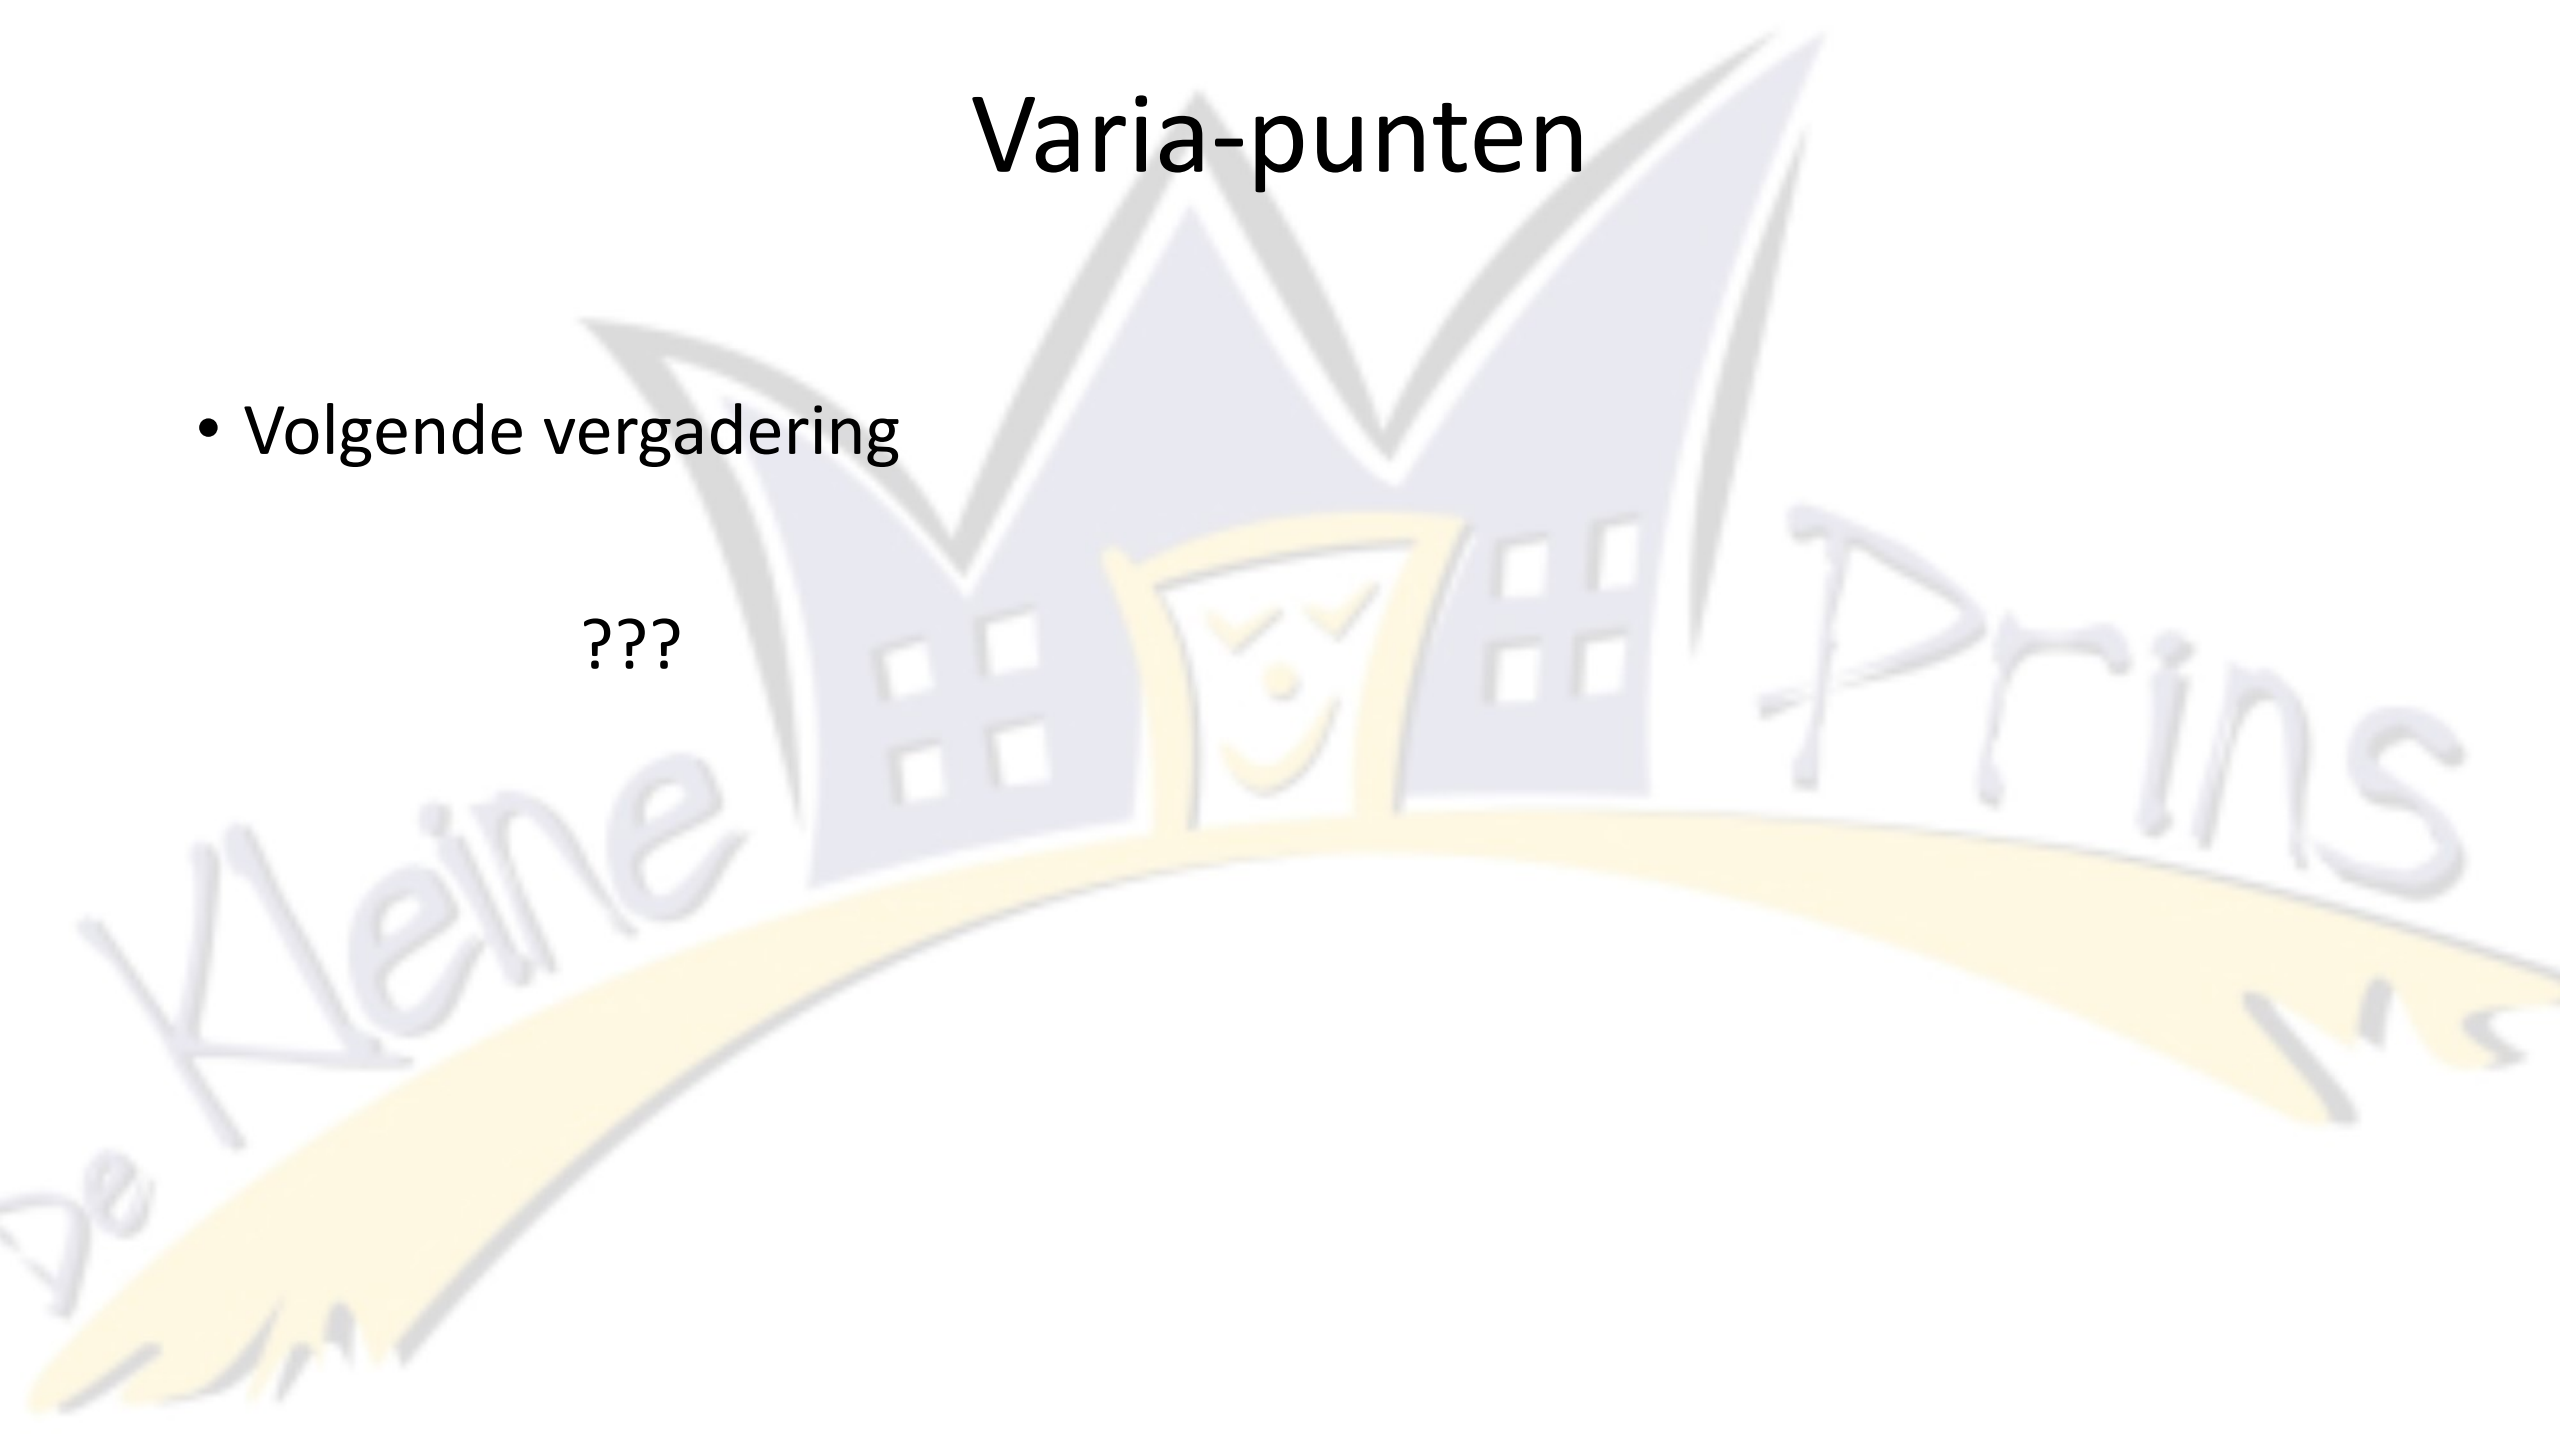 Varia-punten
• Volgende vergadering
???
De Kleine Prins